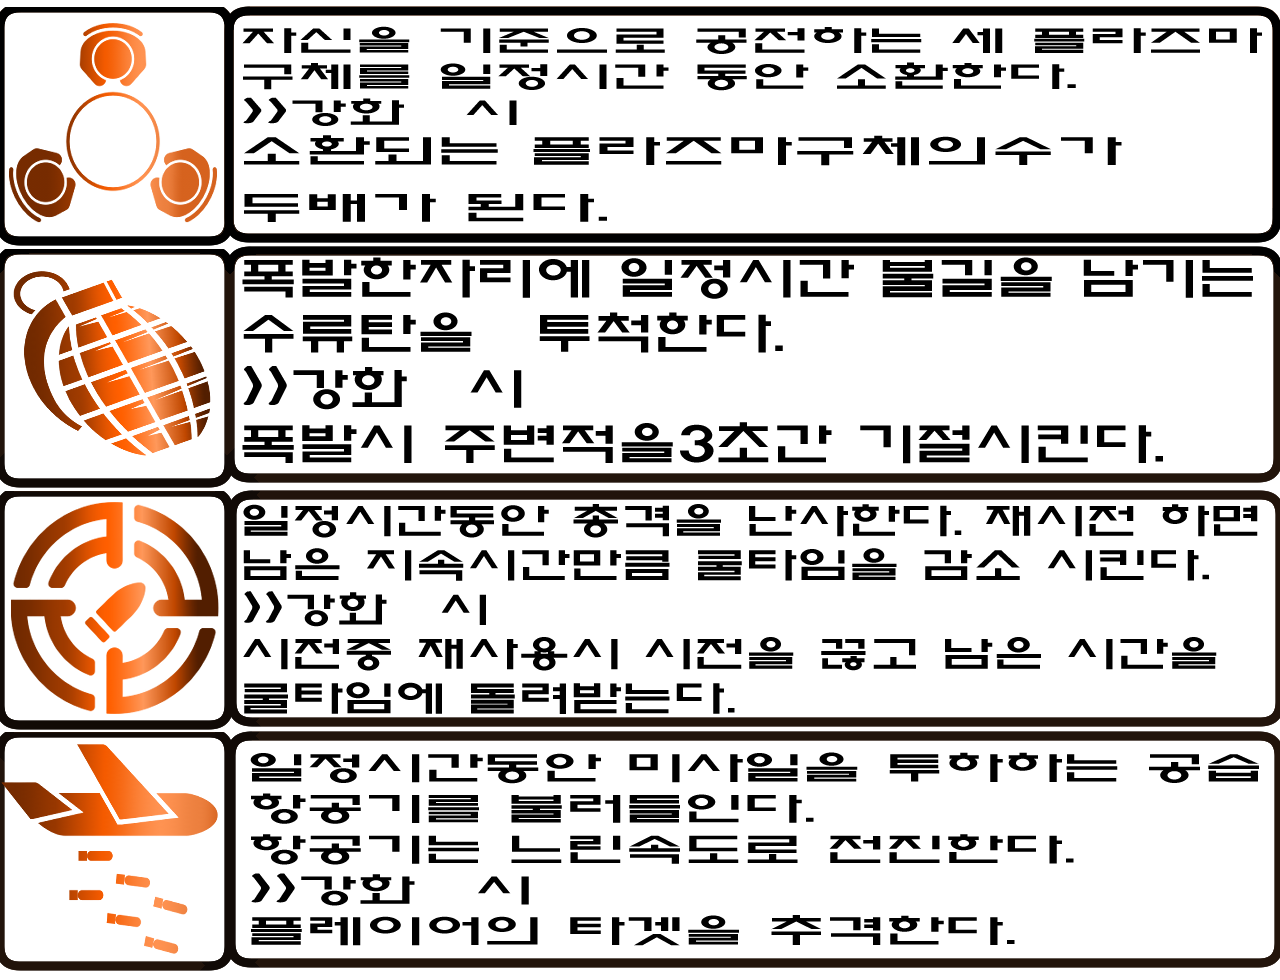 자신을 기준으로 공전하는 세 플라즈마
구체를 일정시간 동안 소환한다.
>>강화 시
소환되는 플라즈마구체의수가
두배가 된다.
폭발한자리에 일정시간 불길을 남기는
수류탄을 투척한다.
>>강화 시
폭발시 주변적을3초간 기절시킨다.
일정시간동안 총격을 난사한다. 재시전 하면
남은 지속시간만큼 쿨타임을 감소 시킨다.
>>강화 시
시전중 재사용시 시전을 끊고 남은 시간을
쿨타임에 돌려받는다.
일정시간동안 미사일을 투하하는 공습
항공기를 불러들인다.
항공기는 느린속도로 전진한다.
>>강화 시
플레이어의 타겟을 추격한다.